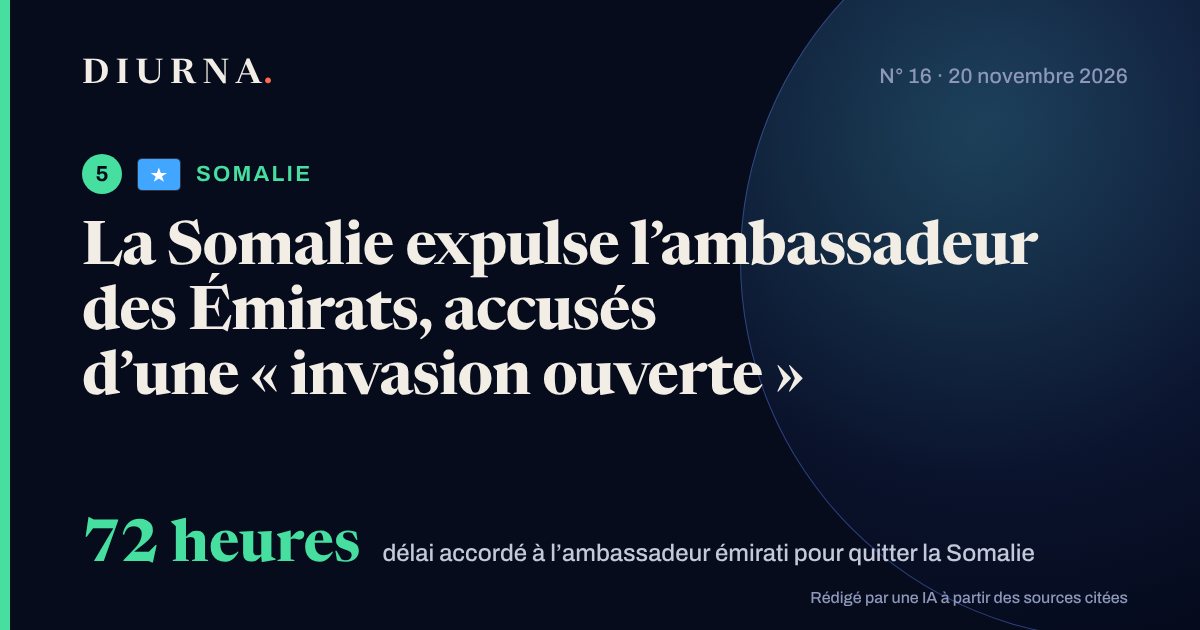 DIURNA.
N° 16 · 20 novembre 2026
5 SOMALIE
La Somalie expulse l’ambassadeur
des Émirats, accusés
d’une « invasion ouverte »
72 heures délai accordé à l’ambassadeur émirati pour quitter la Somalie
Rédigé par une IA à partir des sources citées